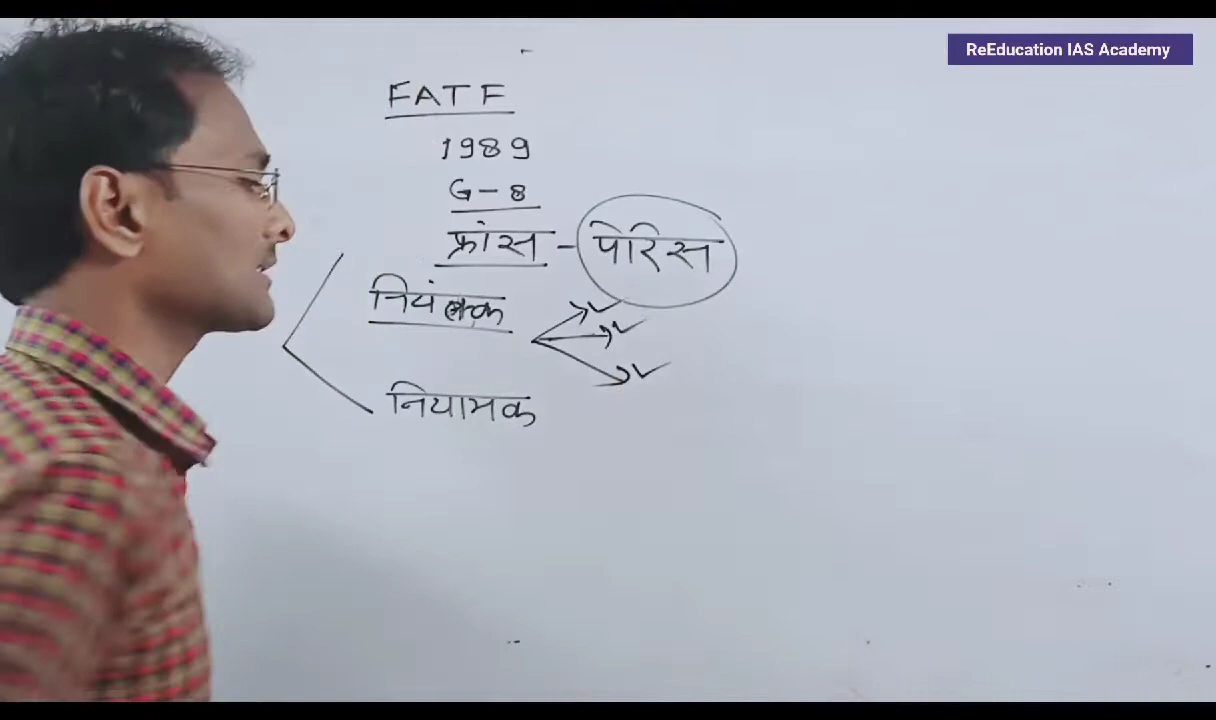 ReEducation IAS Academy
FATF
1989
G-8
फ्रांस - पेरिस
नियंत्रक
नियामक